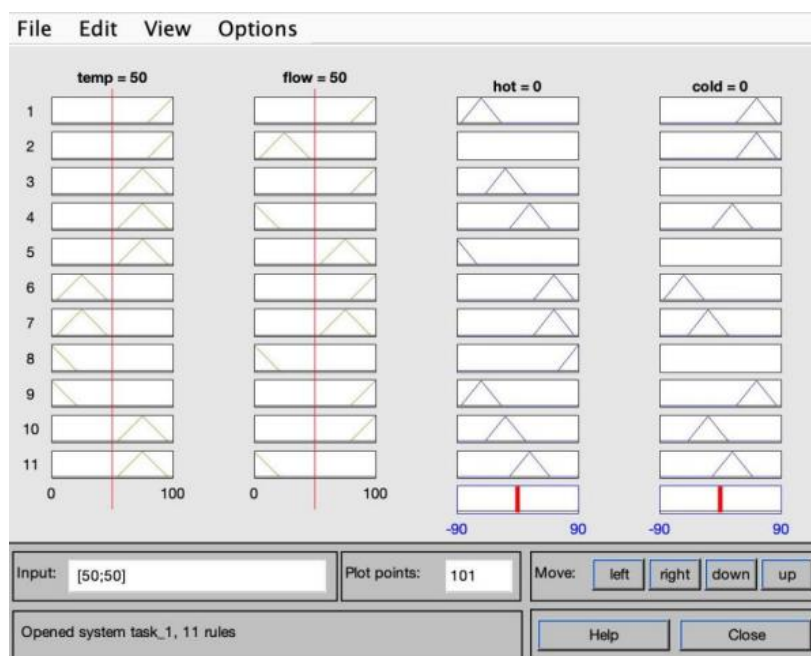 File Edit View Options
temp = 50 flow = 50 hot = 0 cold = 0
1
2
3
4
5
6
7
8
9
10
11
0 100 0 100
-90 90 -90 90
Input: [50;50] Plot points: 101 Move: left right down up
Opened system task_1, 11 rules Help Close